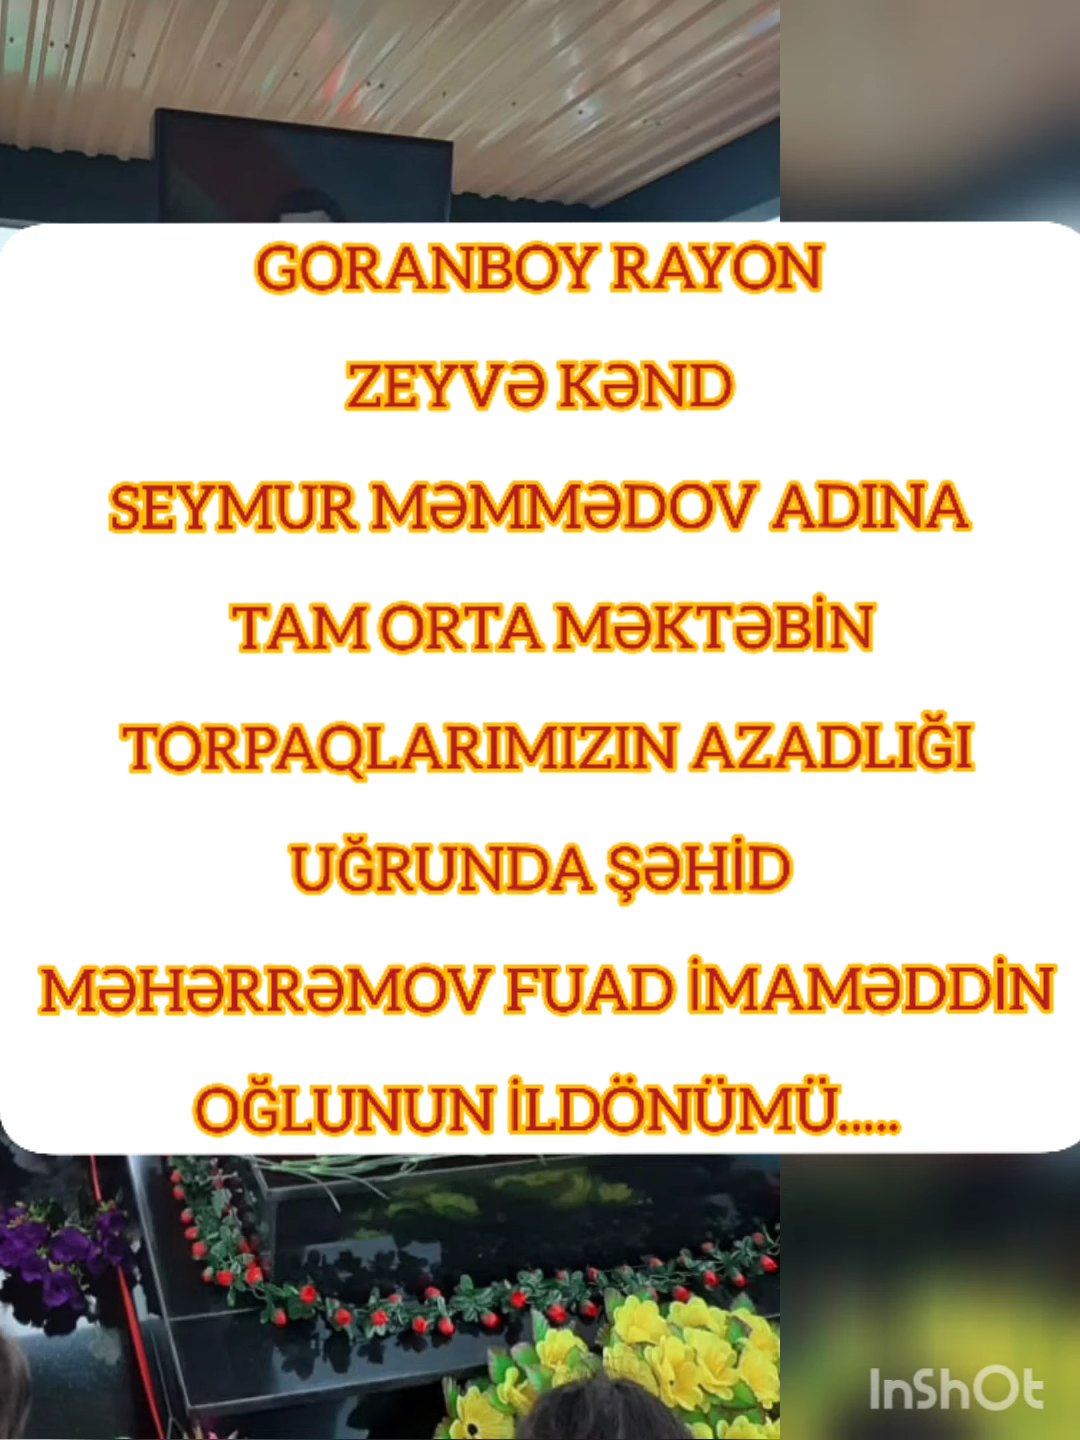 GORANBOY RAYON
ZEYVƏ KƏND
SEYMUR MƏMMƏDOV ADINA
TAM ORTA MƏKTƏBİN
TORPAQLARIMIZIN AZADLIĞI
UĞRUNDA ŞƏHİD
MƏHƏRRƏMOV FUAD İMAMƏDDİN
OĞLUNUN İLDÖNÜMÜ.....
InShOt